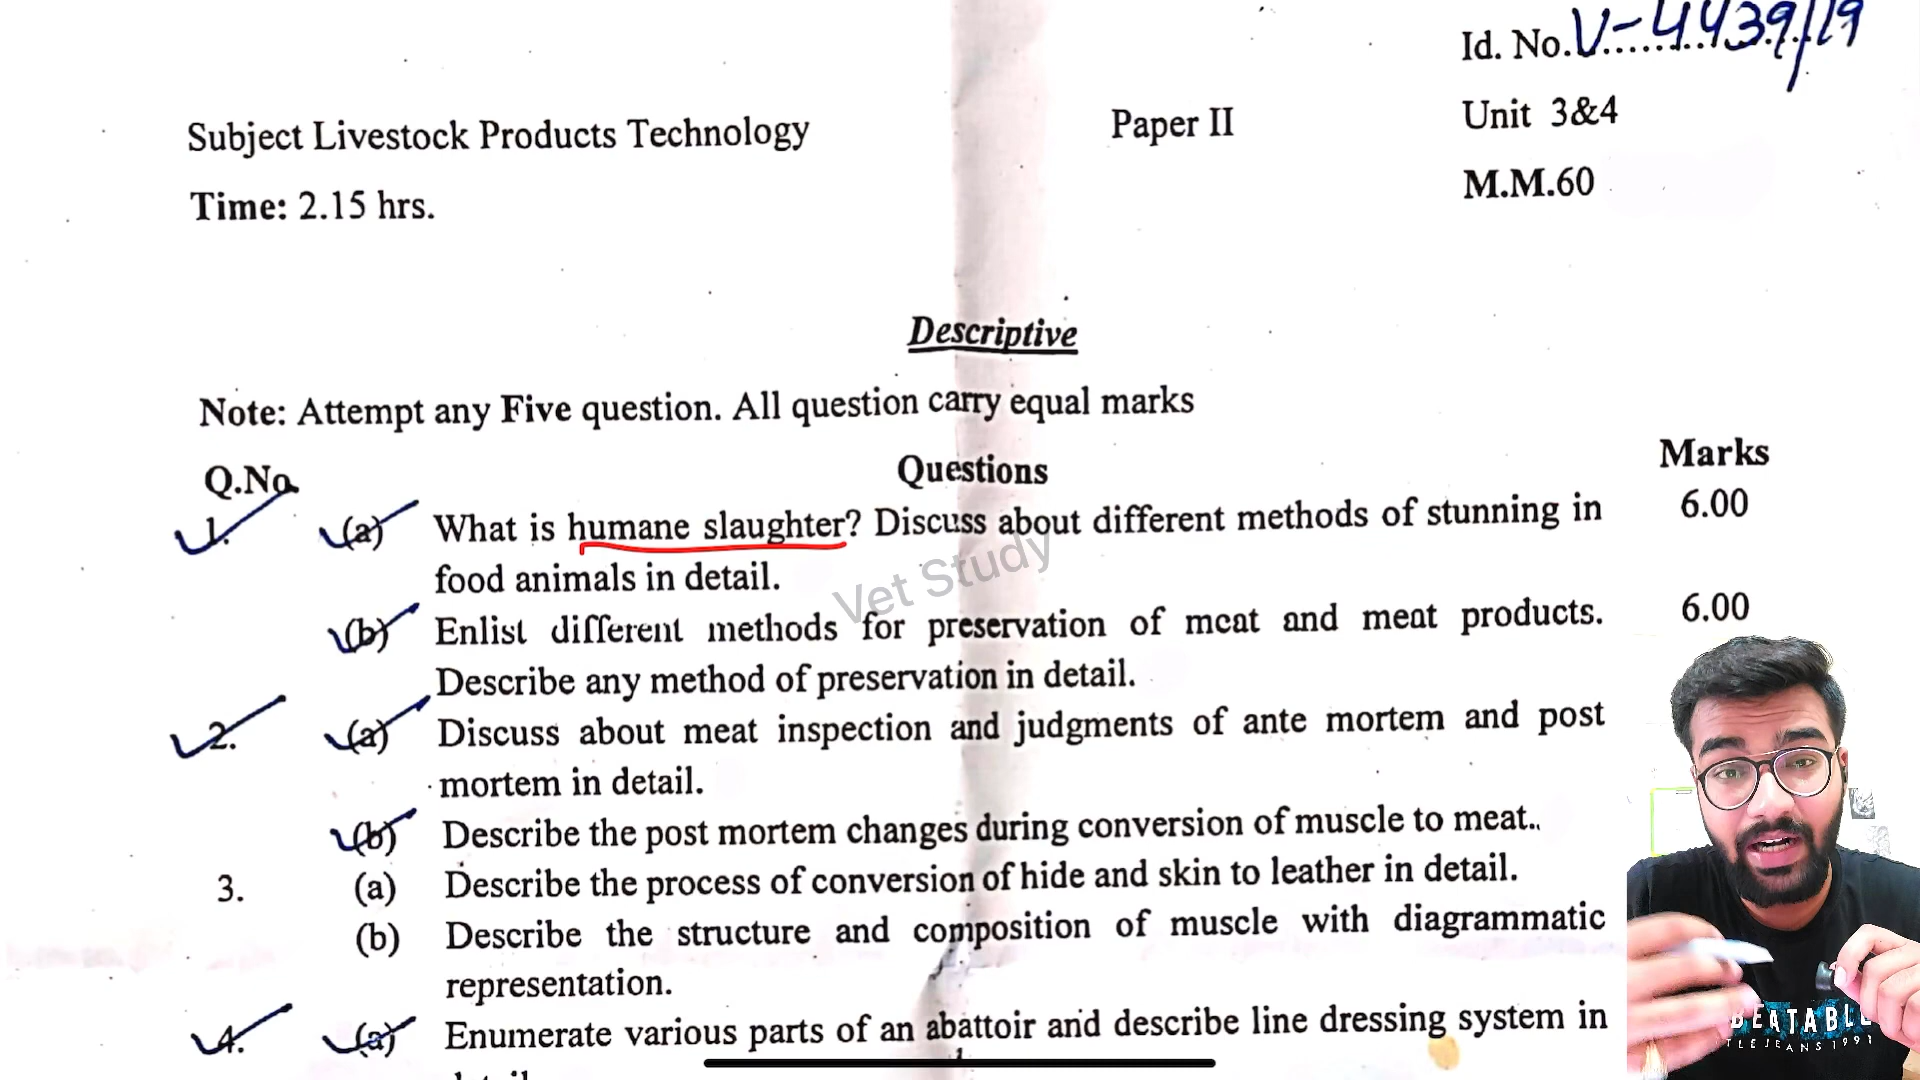 Id. No.V-4439/19
Subject Livestock Products Technology
Paper II
Unit 3&4
Time: 2.15 hrs.
M.M.60
Descriptive
Note: Attempt any Five question. All question carry equal marks
Q.No.
Questions
Marks
1. (a) What is humane slaughter? Discuss about different methods of stunning in 6.00
food animals in detail.
Vet Study
(b) Enlist different methods for preservation of meat and meat products. 6.00
Describe any method of preservation in detail.
2. (a) Discuss about meat inspection and judgments of ante mortem and post
mortem in detail.
(b) Describe the post mortem changes during conversion of muscle to meat..
3. (a) Describe the process of conversion of hide and skin to leather in detail.
(b) Describe the structure and composition of muscle with diagrammatic
representation.
4. (a) Enumerate various parts of an abattoir and describe line dressing system in
BEATABLE
TLE JEANS 1991